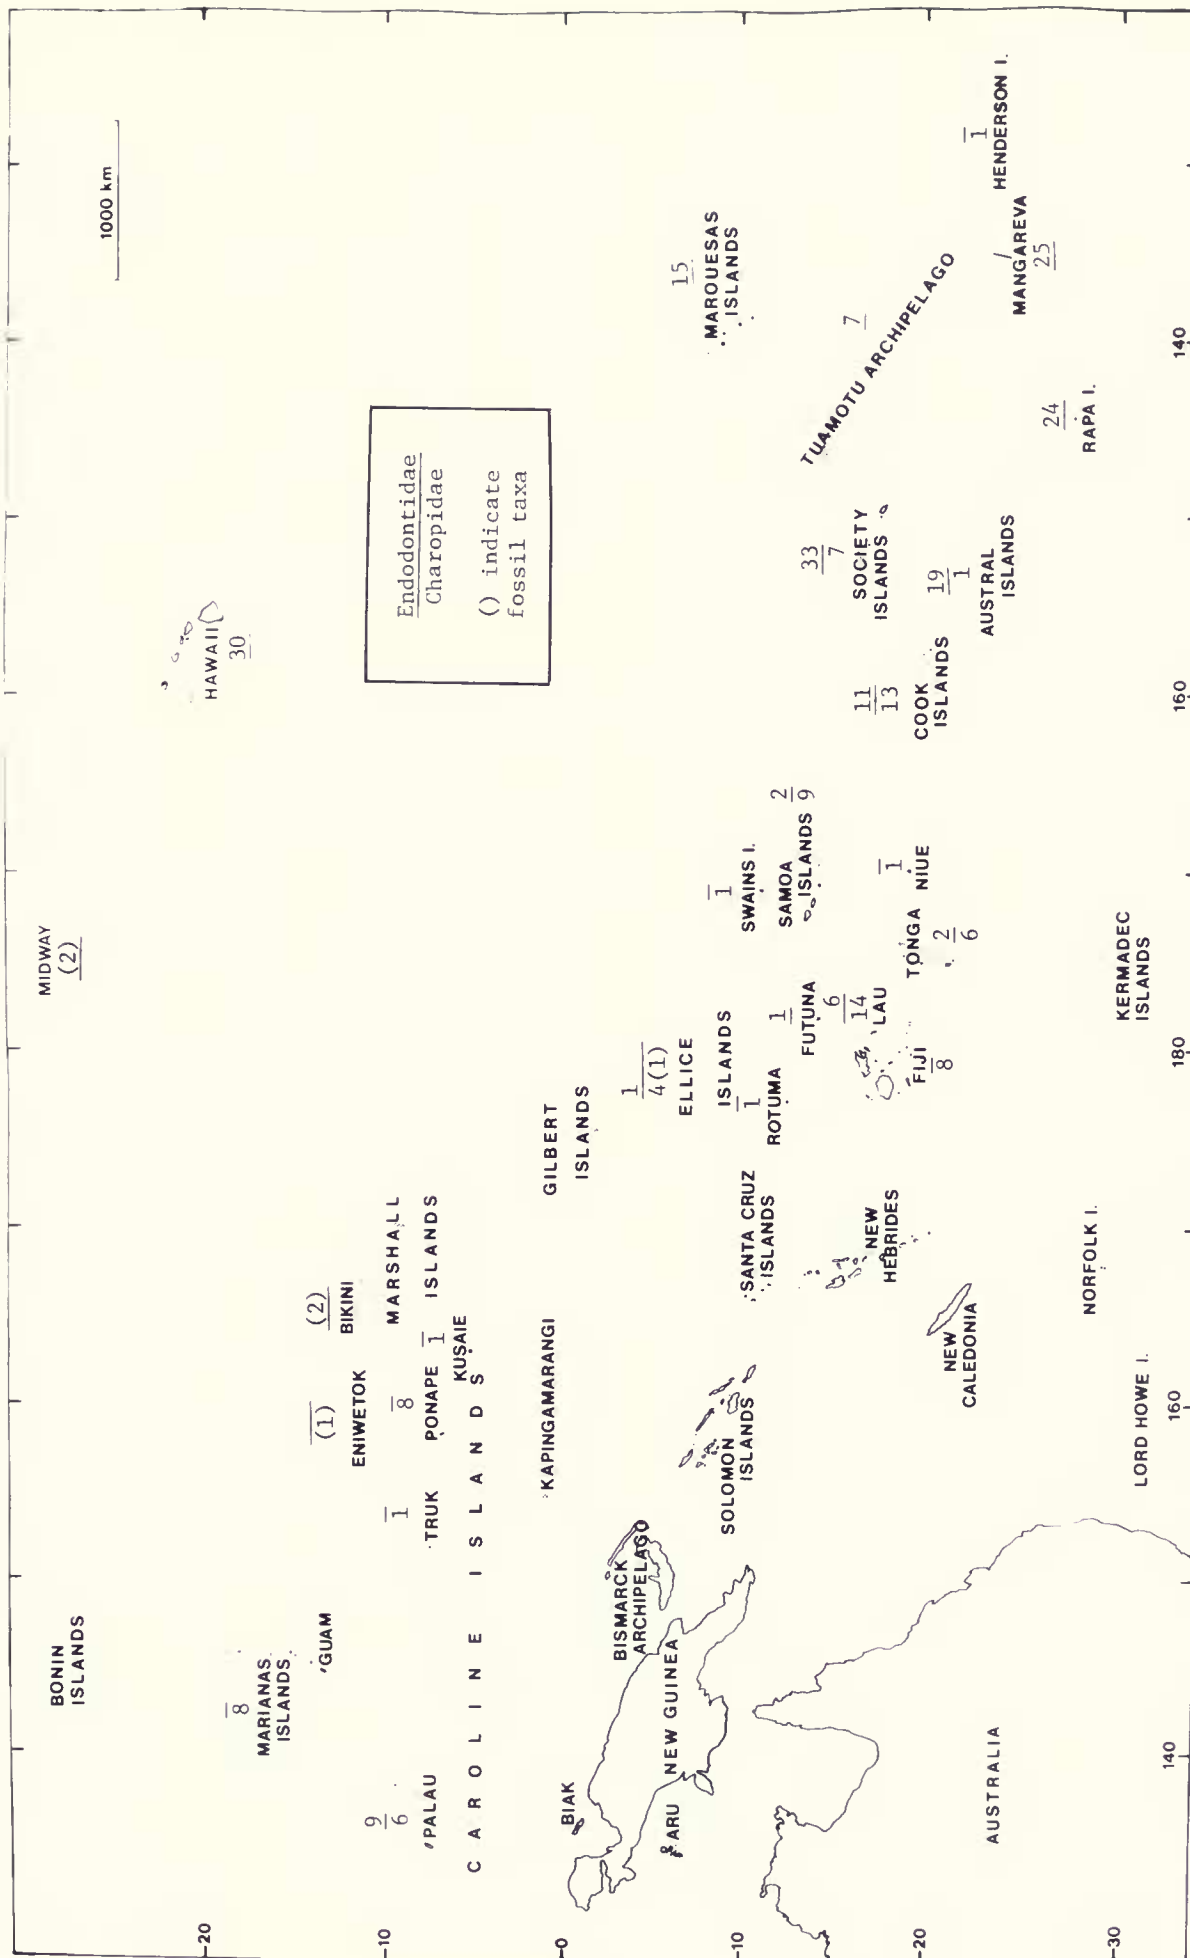 BONIN
ISLANDS
MIDWAY
(2)
1000 km
HAWAII
30
8
MARIANAS
ISLANDS
GUAM
(1)
ENIWETOK
(2)
BIKINI
MARSHALL
ISLANDS
Endodontidae
Charopidae
() indicate
fossil taxa
9
6
PALAU
1
TRUK
8
PONAPE
1
KUSAIE
CAROLINE ISLANDS
KAPINGAMARANGI
GILBERT
ISLANDS
1
4(1)
ELLICE
ISLANDS
15
MARQUESAS
ISLANDS
BIAK
BISMARCK
ARCHIPELAGO
NEW GUINEA
ARU
SOLOMON
ISLANDS
SANTA CRUZ
ISLANDS
1
ROTUMA
1
FUTUNA
1
SWAINS I.
SAMOA
ISLANDS
2
9
NEW
HEBRIDES
6
14
LAU
FIJI
8
TONGA
2
6
1
NIUE
11
13
COOK
ISLANDS
33
7
SOCIETY
ISLANDS
19
1
AUSTRAL
ISLANDS
7
TUAMOTU ARCHIPELAGO
24
RAPA I.
MANGAREVA
25
1
HENDERSON I.
AUSTRALIA
NEW
CALEDONIA
LORD HOWE I.
NORFOLK I.
KERMADEC
ISLANDS
20
10
0
10
20
30
140
160
180
160
140